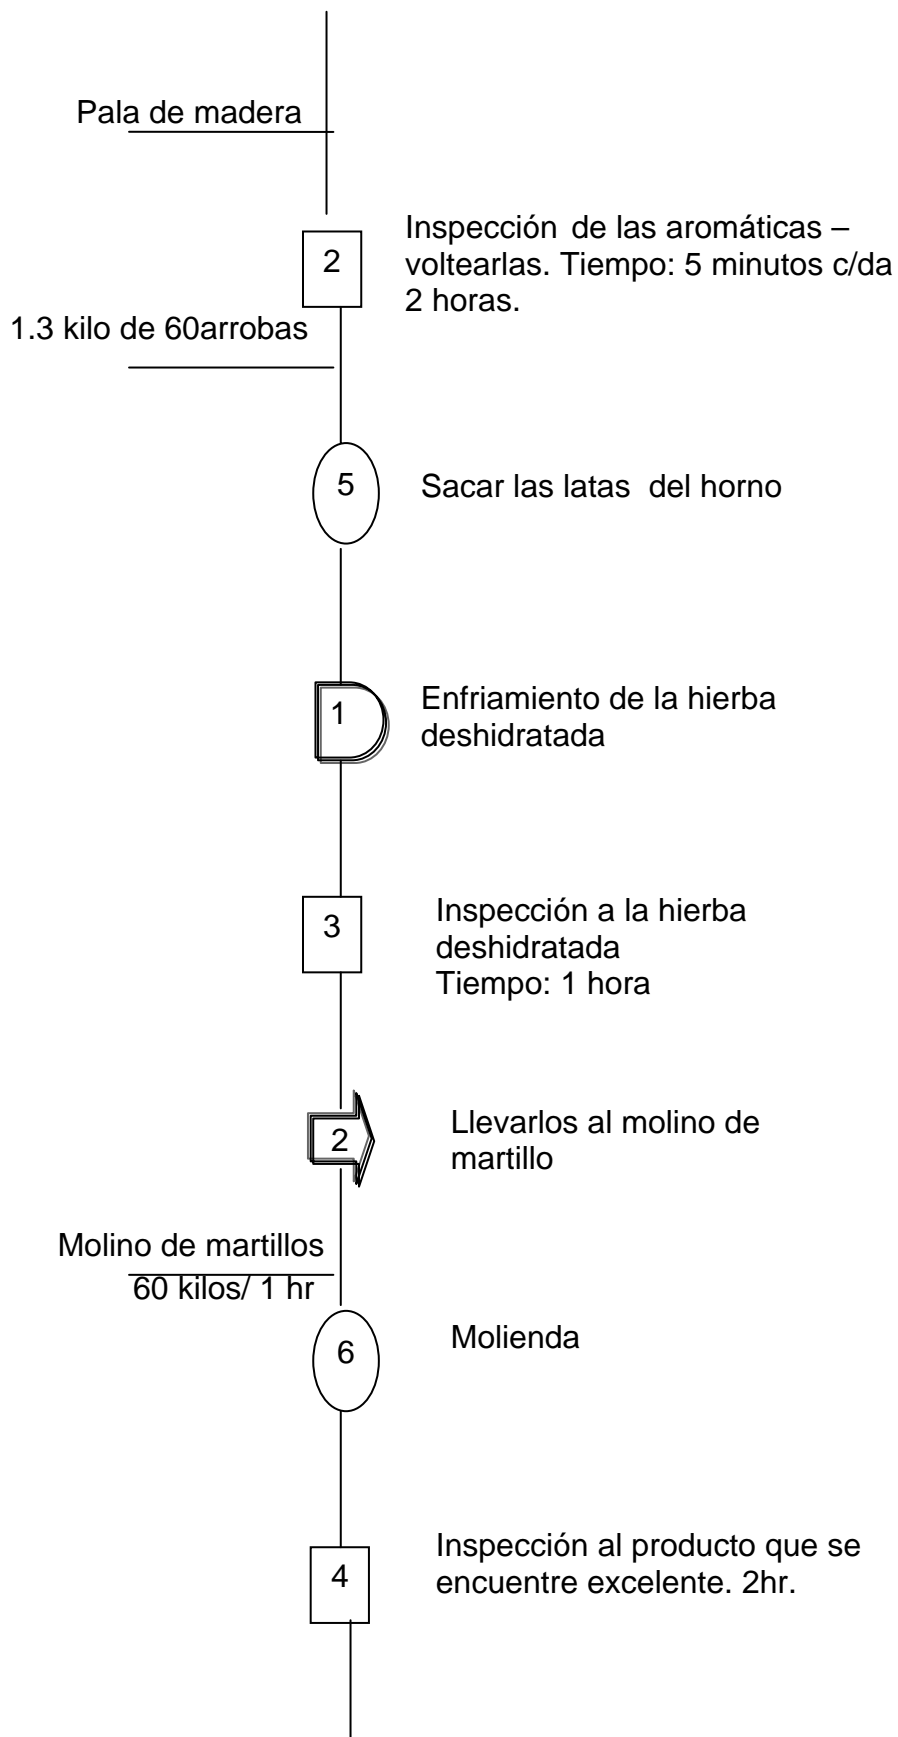 Pala de madera
2
Inspección de las aromáticas –
voltearlas. Tiempo: 5 minutos c/da
2 horas.
1.3 kilo de 60arrobas
5
Sacar las latas del horno
1
Enfriamiento de la hierba
deshidratada
3
Inspección a la hierba
deshidratada
Tiempo: 1 hora
2
Llevarlos al molino de
martillo
Molino de martillos
60 kilos/ 1 hr
6
Molienda
4
Inspección al producto que se
encuentre excelente. 2hr.